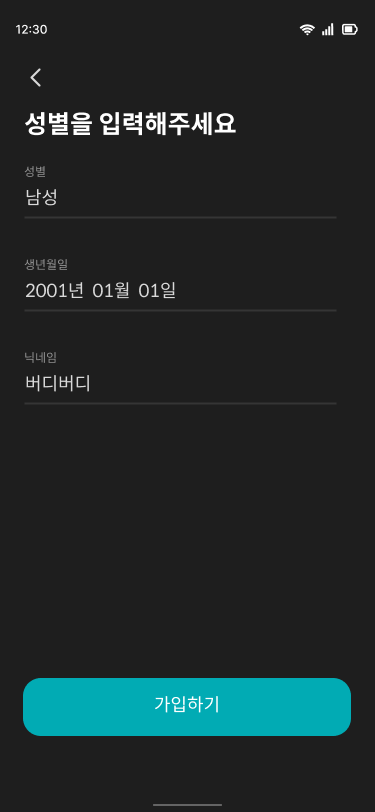 12:30
성별을 입력해주세요
성별
남성
생년월일
2001년 01월 01일
닉네임
버디버디
가입하기